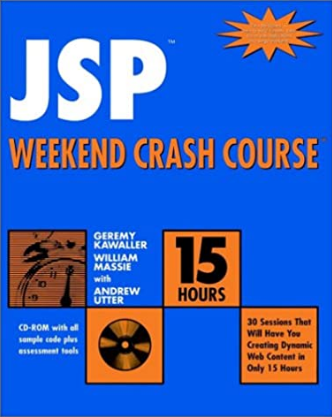 JSP™
WEEKEND CRASH COURSE™
GEREMY
KAWALLER
WILLIAM
MASSIE
with
ANDREW
UTTER
15
HOURS
CD-ROM with all
sample code plus
assessment tools
30 Sessions That
Will Have You
Creating Dynamic
Web Content in
Only 15 Hours